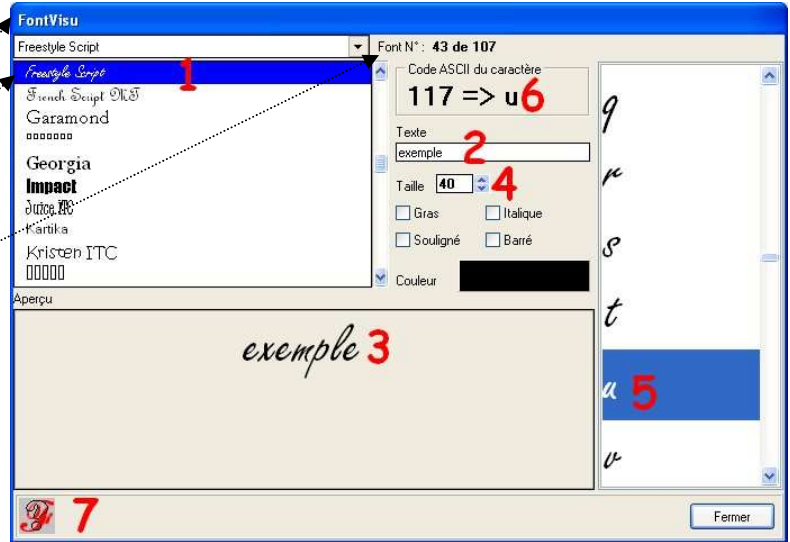 FontVisu
Freestyle Script
Font N° : 43 de 107
Freestyle Script 1
French Script MT
Garamond
Georgia
Impact
Juice ITC
Kartika
Kristen ITC
Code ASCII du caractère
117 => u 6
Texte
exemple 2
Taille 40 4
Gras Italique
Souligné Barré
Couleur
q
r
s
t
u 5
v
Aperçu
exemple 3
7
Fermer